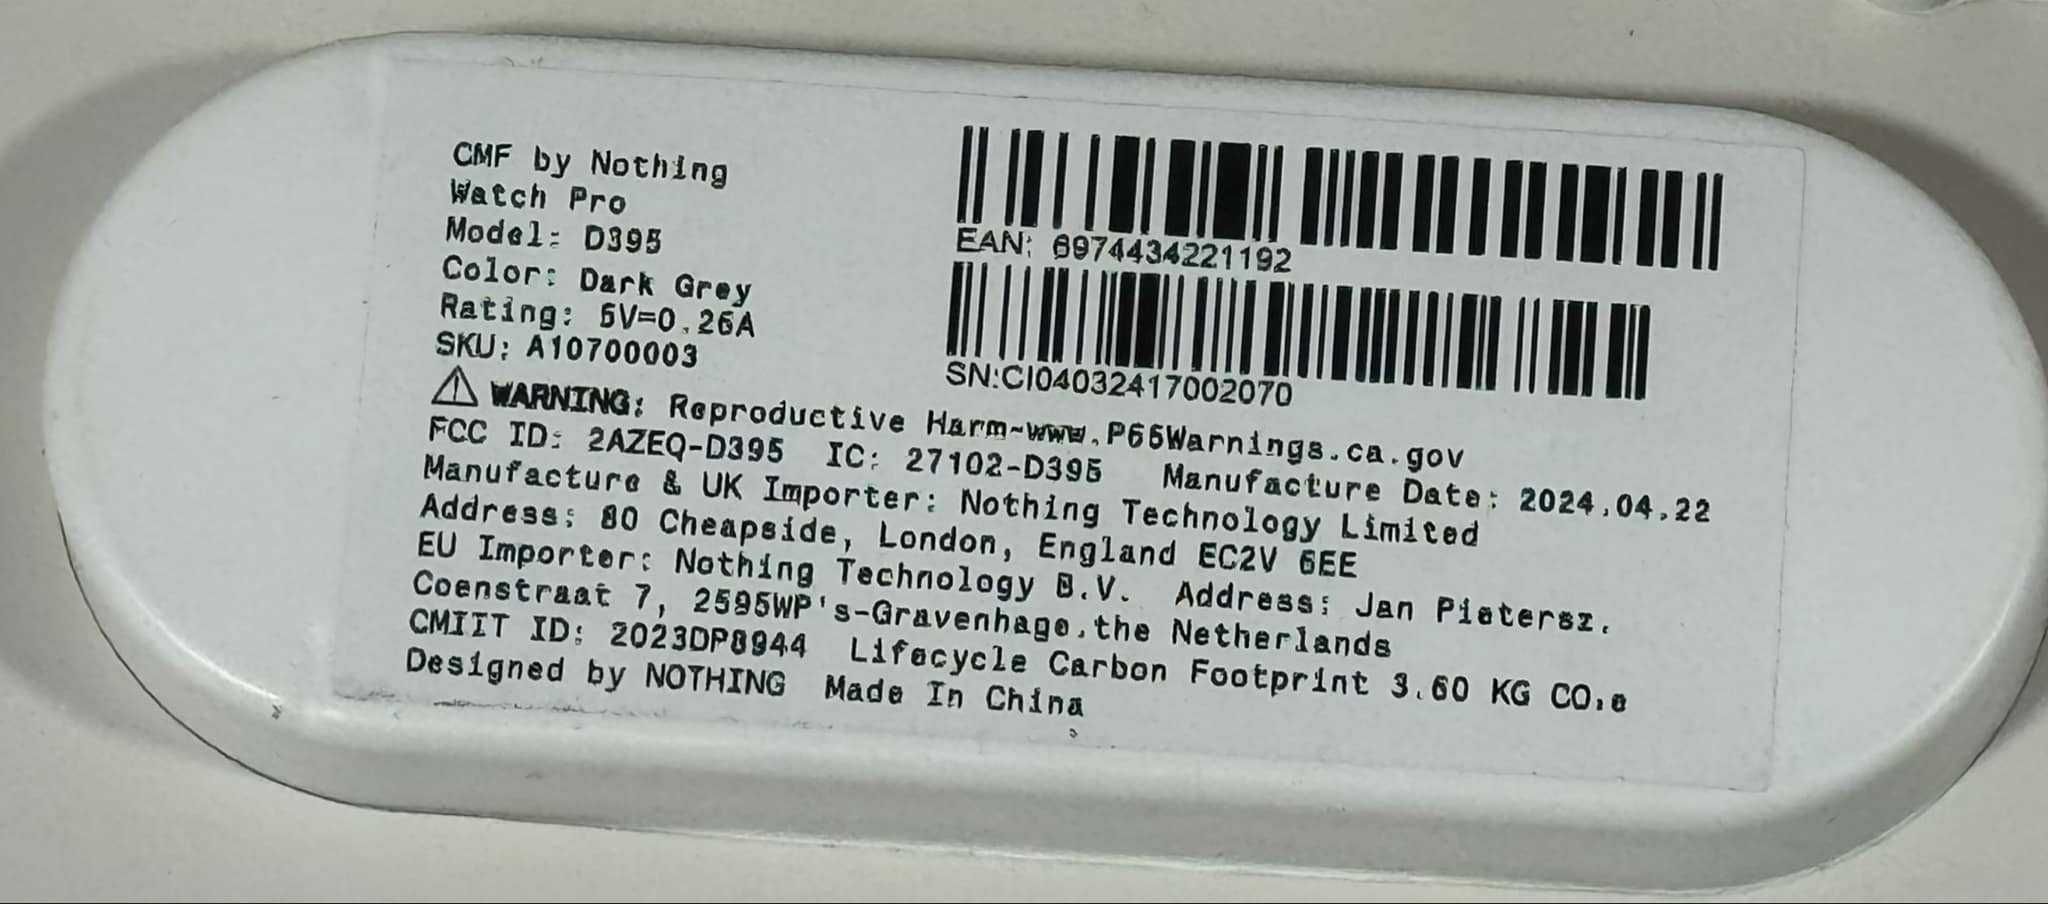 CMF by Nothing
Watch Pro
Model: D395
Color: Dark Grey
Rating: 5V=0.26A
SKU: A10700003
EAN: 6974434221192
SN:CI04032417002070
⚠ WARNING: Reproductive Harm-www.P65Warnings.ca.gov
FCC ID: 2AZEQ-D395 IC: 27102-D395 Manufacture Date: 2024.04.22
Manufacture & UK Importer: Nothing Technology Limited
Address: 80 Cheapside, London, England EC2V 6EE
EU Importer: Nothing Technology B.V. Address: Jan Pietersz.
Coenstraat 7, 2595WP's-Gravenhage,the Netherlands
CMIIT ID: 2023DP8944 Lifecycle Carbon Footprint 3.60 KG CO₂e
Designed by NOTHING Made In China